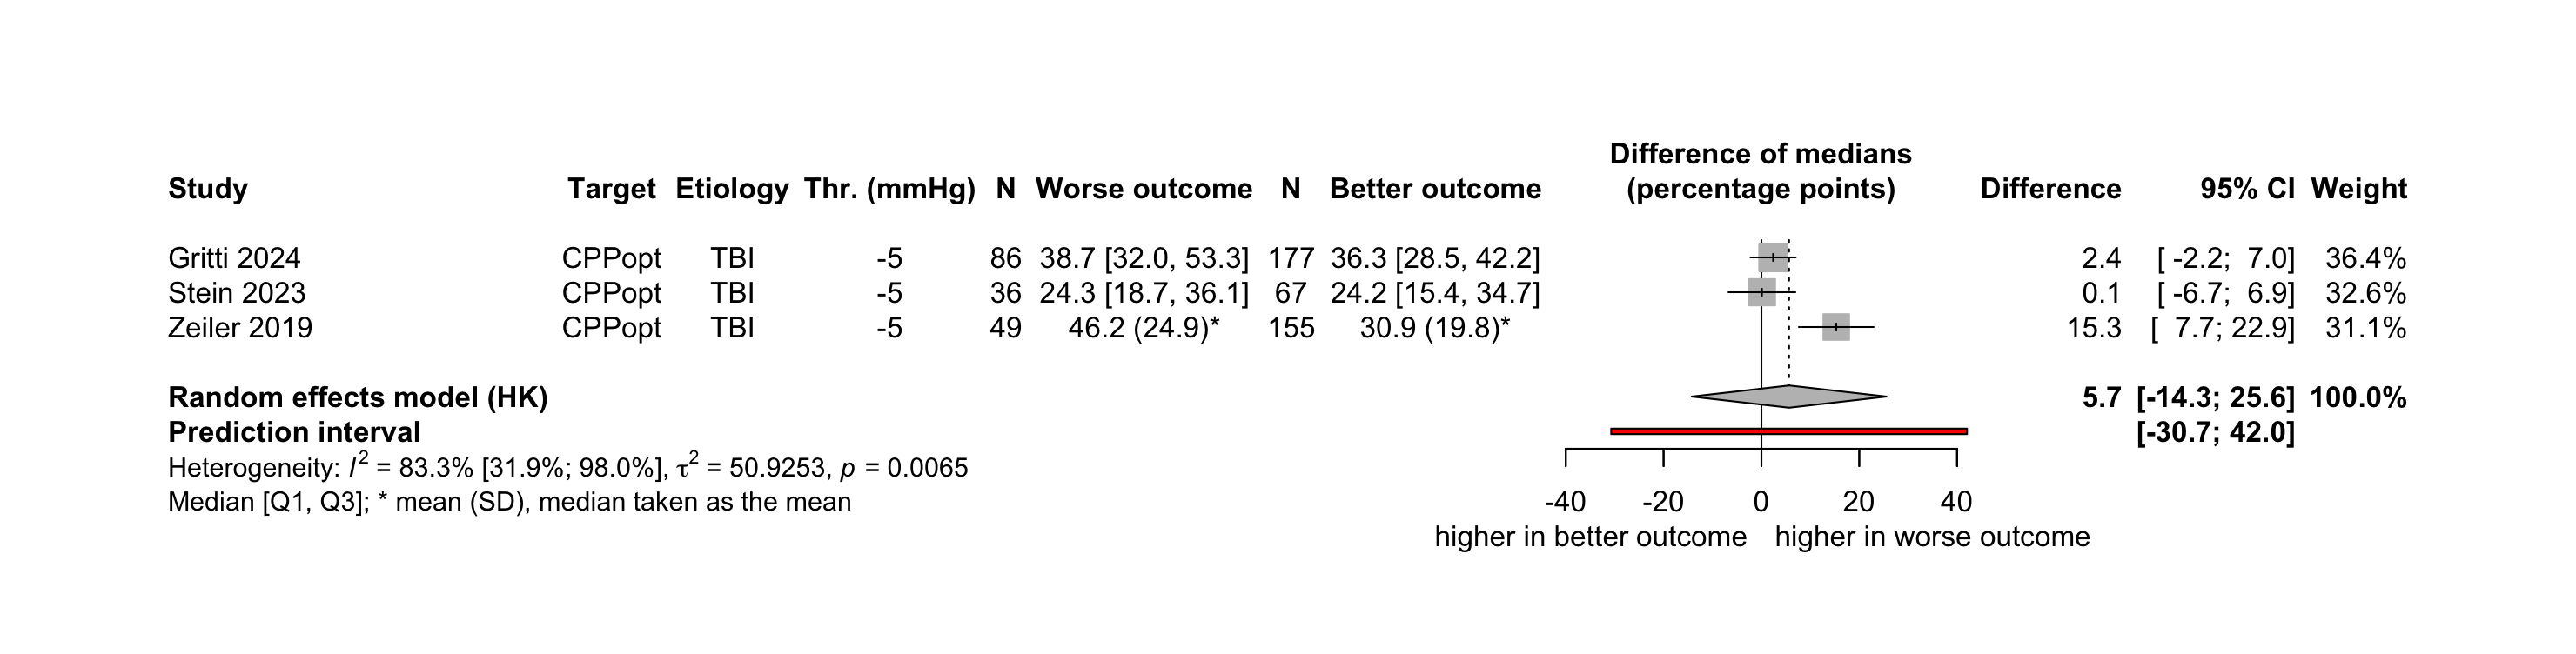 Difference of medians
Study Target Etiology Thr. (mmHg) N Worse outcome N Better outcome (percentage points) Difference 95% CI Weight
Gritti 2024 CPPopt TBI -5 86 38.7 [32.0, 53.3] 177 36.3 [28.5, 42.2] 2.4 [ -2.2; 7.0] 36.4%
Stein 2023 CPPopt TBI -5 36 24.3 [18.7, 36.1] 67 24.2 [15.4, 34.7] 0.1 [ -6.7; 6.9] 32.6%
Zeiler 2019 CPPopt TBI -5 49 46.2 (24.9)* 155 30.9 (19.8)* 15.3 [ 7.7; 22.9] 31.1%
Random effects model (HK) 5.7 [-14.3; 25.6] 100.0%
Prediction interval [-30.7; 42.0]
Heterogeneity: I² = 83.3% [31.9%; 98.0%], τ² = 50.9253, p = 0.0065
Median [Q1, Q3]; * mean (SD), median taken as the mean
-40 -20 0 20 40
higher in better outcome higher in worse outcome